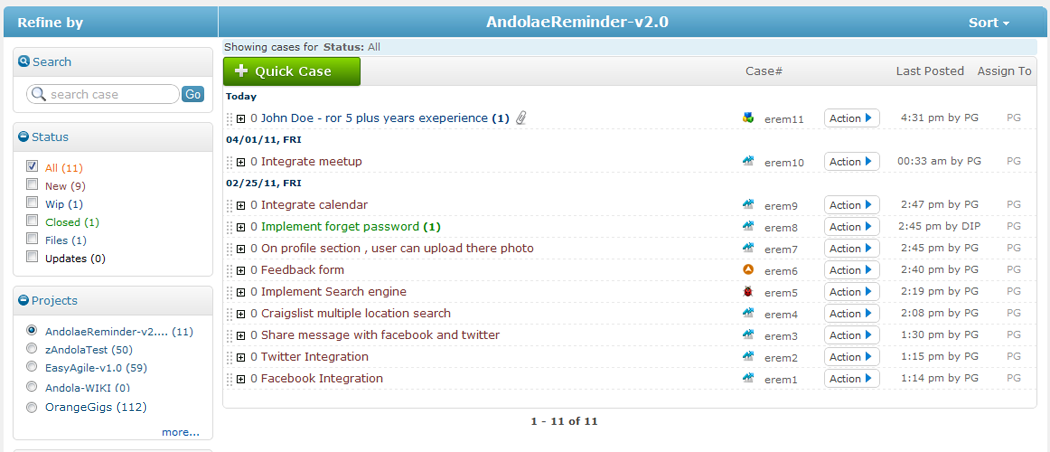 Refine by
AndolaeReminder-v2.0
Sort
Search
search case
Go
Status
All (11)
New (9)
Wip (1)
Closed (1)
Files (1)
Updates (0)
Projects
AndolaeReminder-v2.... (11)
zAndolaTest (50)
EasyAgile-v1.0 (59)
Andola-WIKI (0)
OrangeGigs (112)
more...
Showing cases for Status: All
Quick Case Case# Last Posted Assign To
Today
0 John Doe - ror 5 plus years exeperience (1) erem11 Action 4:31 pm by PG PG
04/01/11, FRI
0 Integrate meetup erem10 Action 00:33 am by PG PG
02/25/11, FRI
0 Integrate calendar erem9 Action 2:47 pm by PG PG
0 Implement forget password (1) erem8 Action 2:45 pm by DIP PG
0 On profile section , user can upload there photo erem7 Action 2:45 pm by PG PG
0 Feedback form erem6 Action 2:40 pm by PG PG
0 Implement Search engine erem5 Action 2:19 pm by PG PG
0 Craigslist multiple location search erem4 Action 2:08 pm by PG PG
0 Share message with facebook and twitter erem3 Action 1:30 pm by PG PG
0 Twitter Integration erem2 Action 1:15 pm by PG PG
0 Facebook Integration erem1 Action 1:14 pm by PG PG
1 - 11 of 11